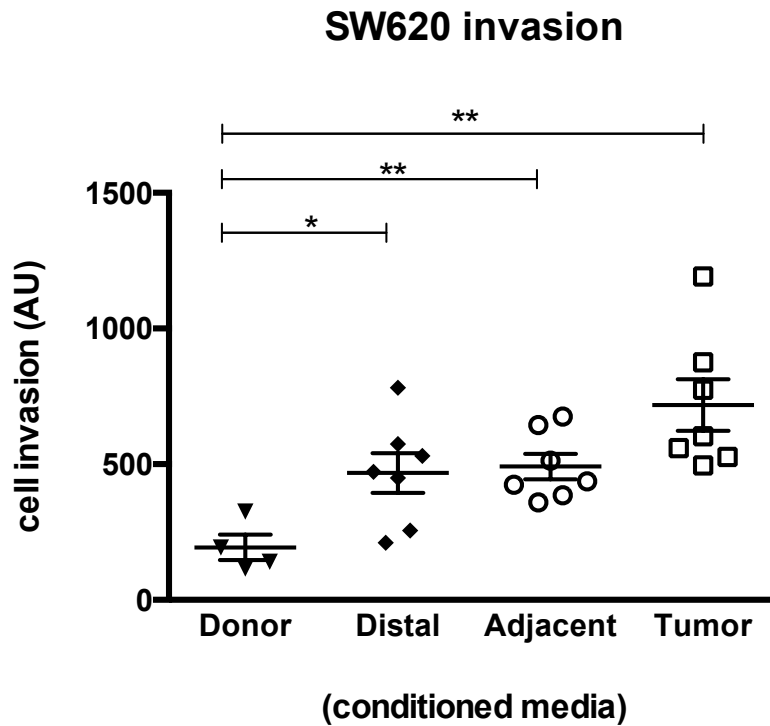 SW620 invasion
**
**
*
1500
1000
500
0
cell invasion (AU)
Donor Distal Adjacent Tumor
(conditioned media)